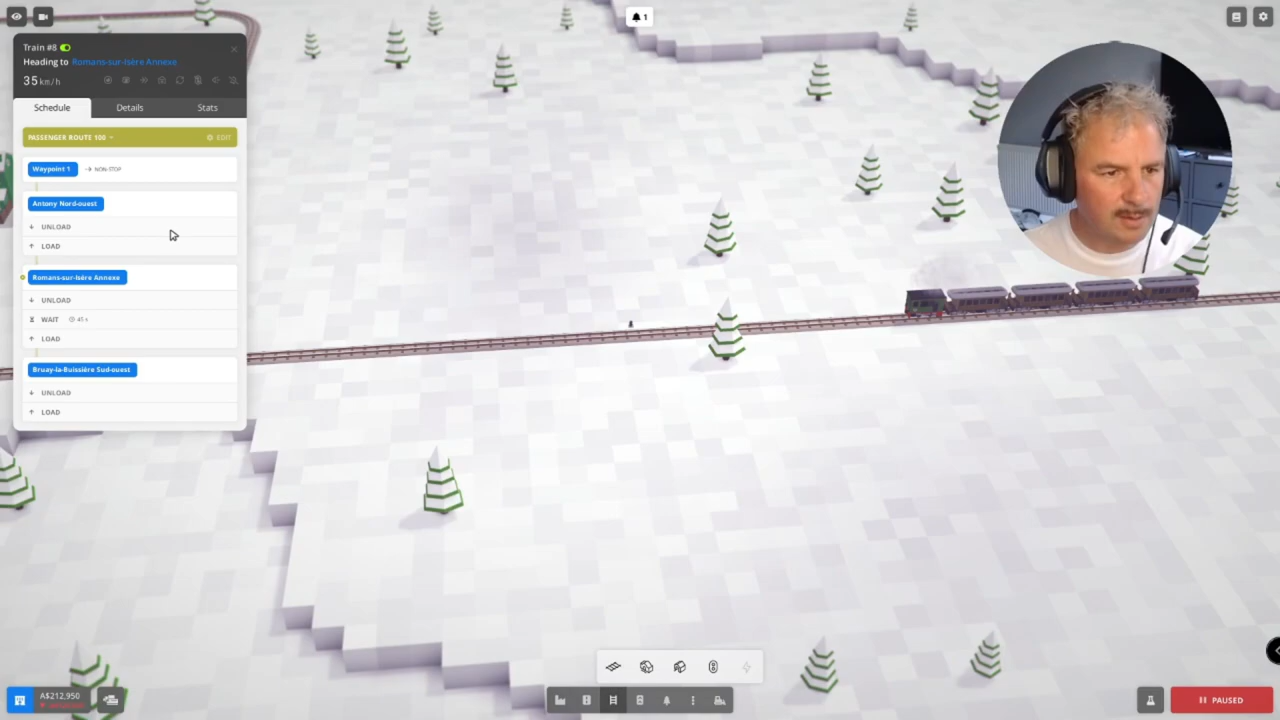 1
Train #8
Heading to Romans-sur-Isère Annexe
35 km/h
Schedule
Details
Stats
PASSENGER ROUTE 100
EDIT
Waypoint 1
NON-STOP
Antony Nord-ouest
UNLOAD
LOAD
Romans-sur-Isère Annexe
UNLOAD
WAIT
LOAD
Bruay-la-Buissière Sud-ouest
UNLOAD
LOAD
A$212,950
PAUSED